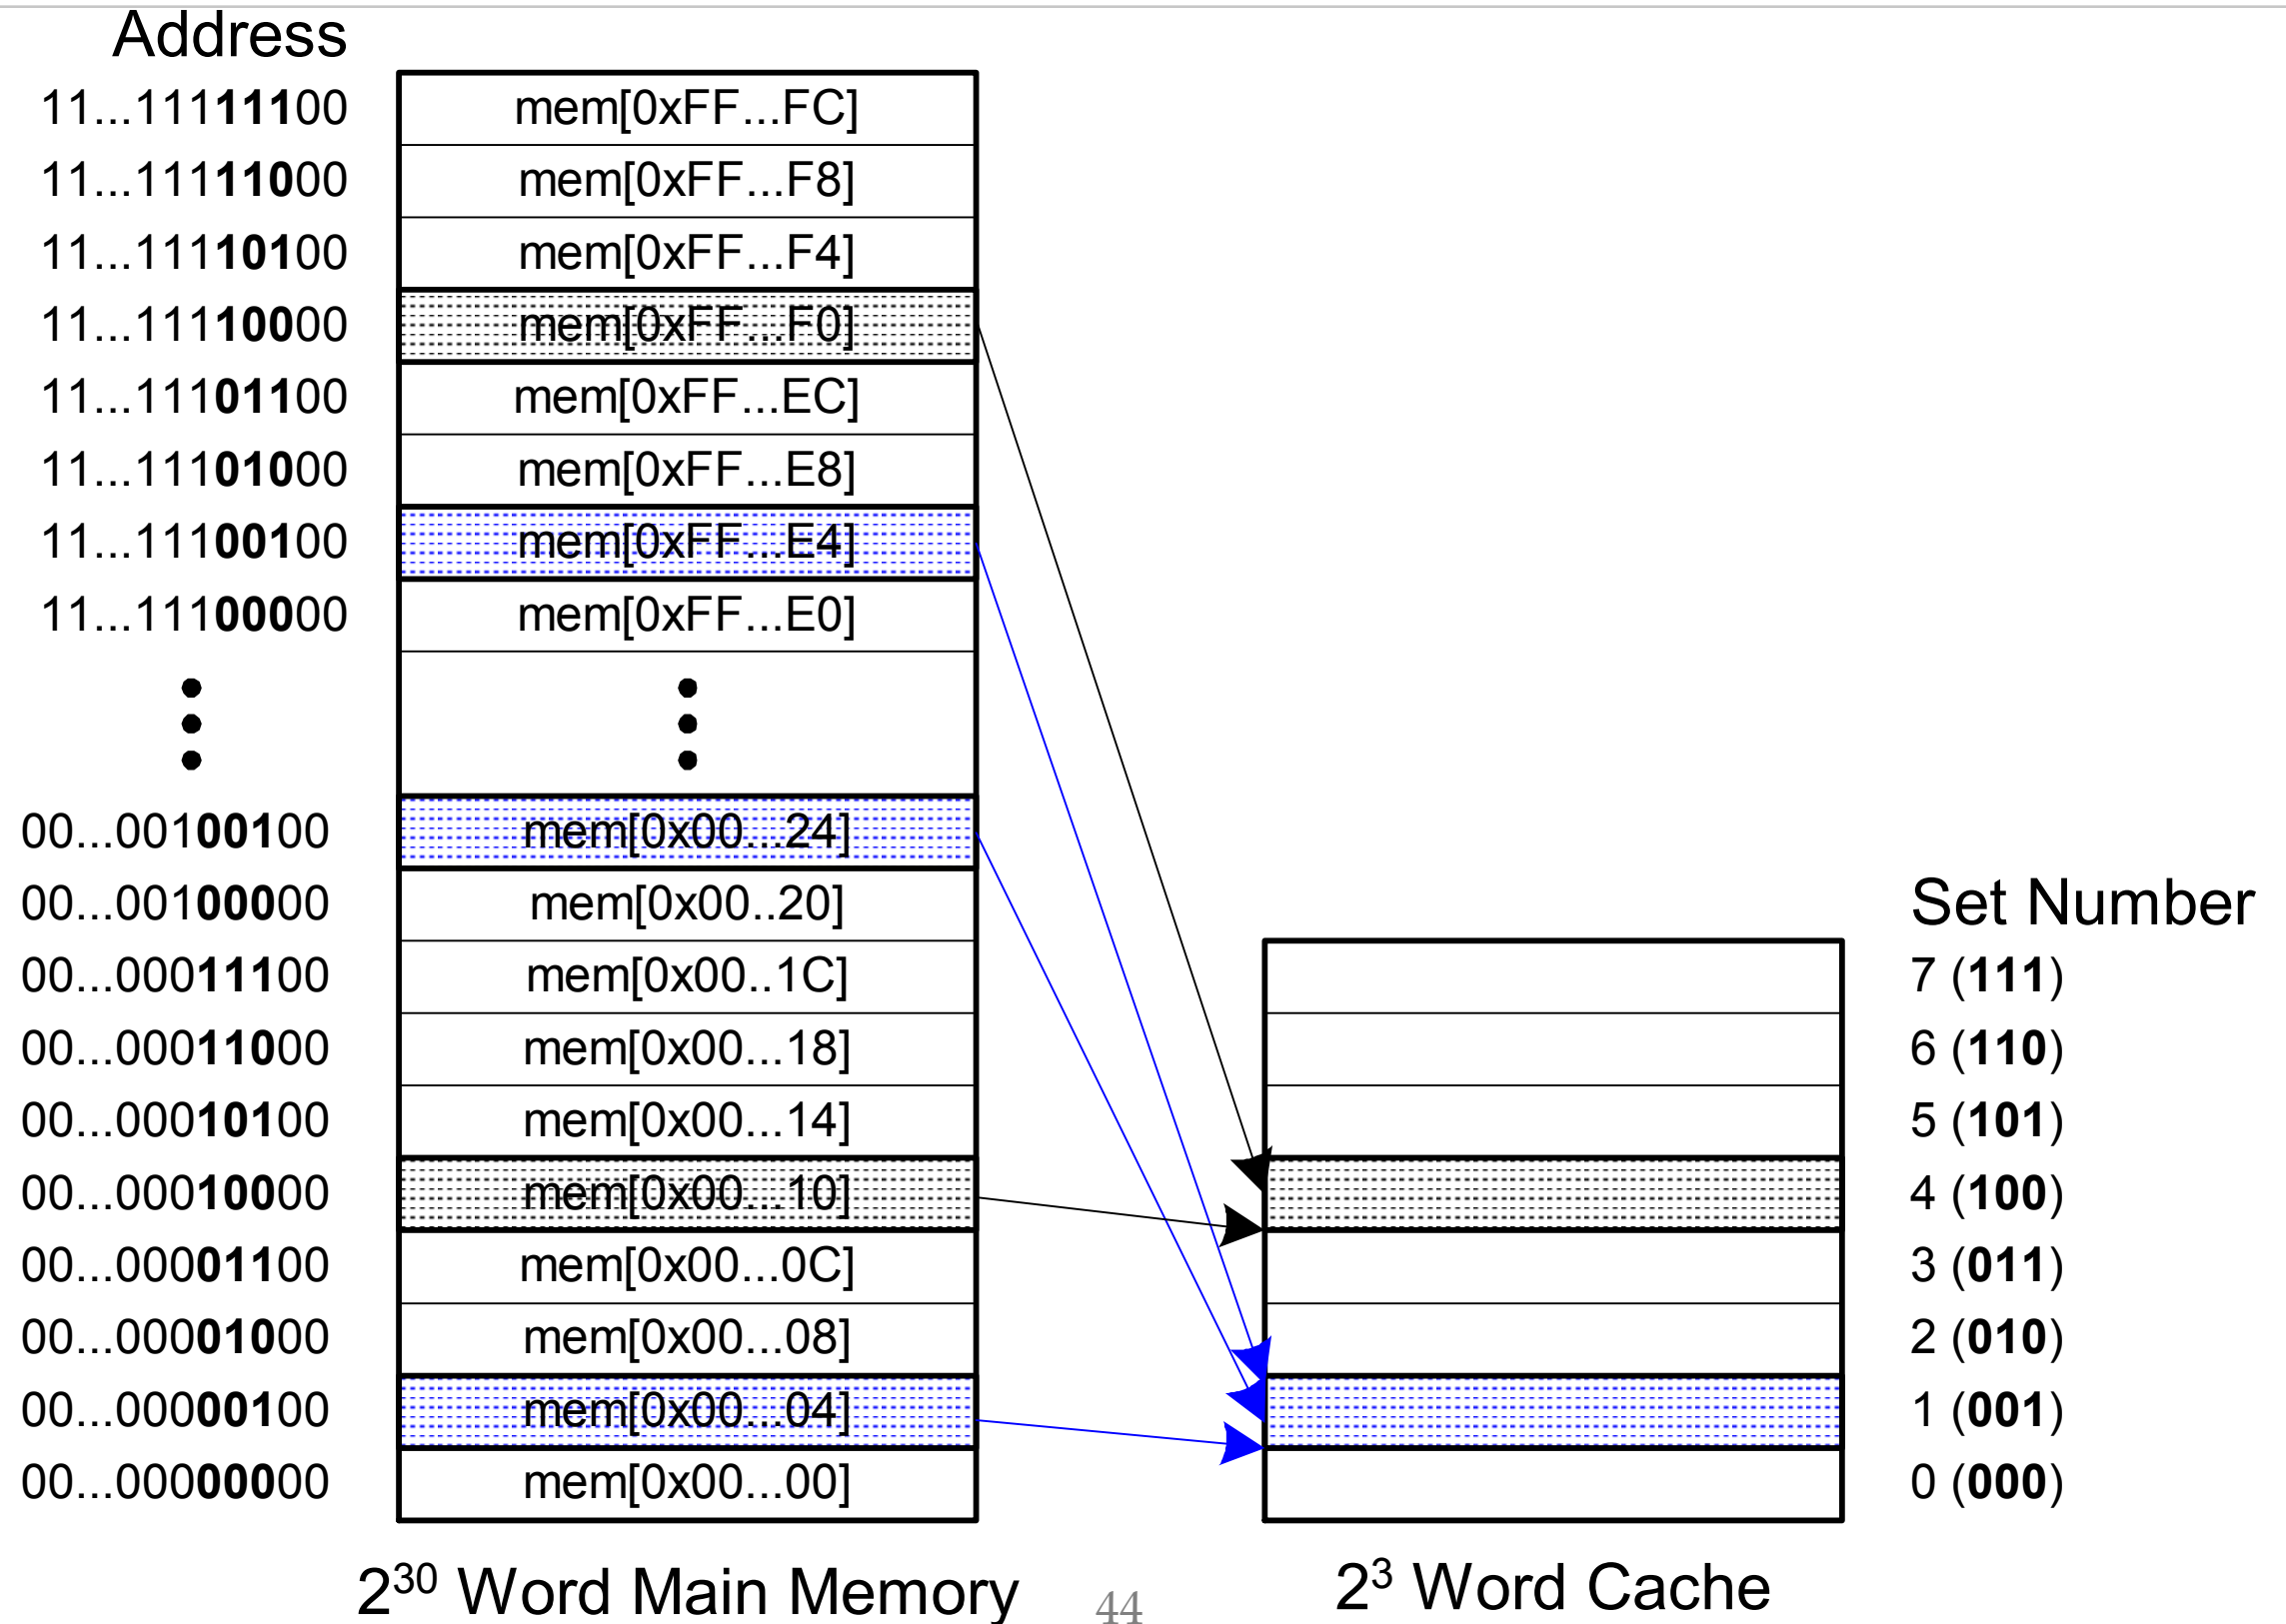 Address
11...11111100 mem[0xFF...FC]
11...11111000 mem[0xFF...F8]
11...11110100 mem[0xFF...F4]
11...11110000 mem[0xFF...F0]
11...11101100 mem[0xFF...EC]
11...11101000 mem[0xFF...E8]
11...11100100 mem[0xFF...E4]
11...11100000 mem[0xFF...E0]
00...00100100 mem[0x00...24]
00...00100000 mem[0x00..20]
Set Number
00...00011100 mem[0x00..1C] 7 (111)
00...00011000 mem[0x00...18] 6 (110)
00...00010100 mem[0x00...14] 5 (101)
00...00010000 mem[0x00...10] 4 (100)
00...00001100 mem[0x00...0C] 3 (011)
00...00001000 mem[0x00...08] 2 (010)
00...00000100 mem[0x00...04] 1 (001)
00...00000000 mem[0x00...00] 0 (000)
2³⁰ Word Main Memory 44 2³ Word Cache